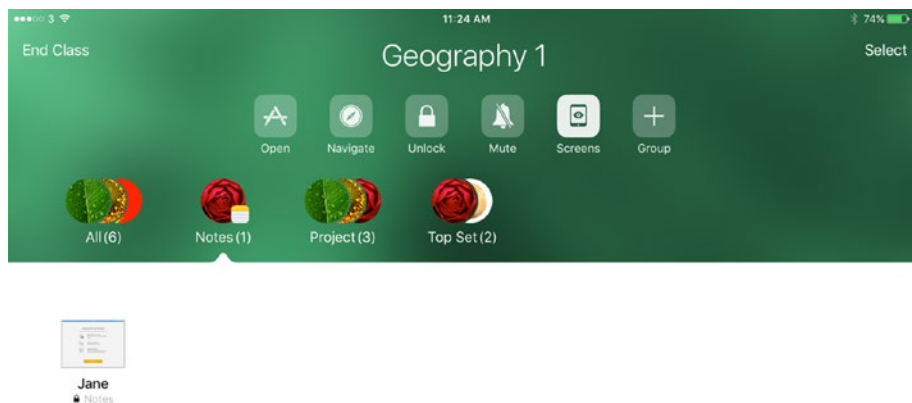 3 11:24 AM 74%
End Class Geography 1 Select
Open Navigate Unlock Mute Screens Group
All (6) Notes (1) Project (3) Top Set (2)
Jane
Notes